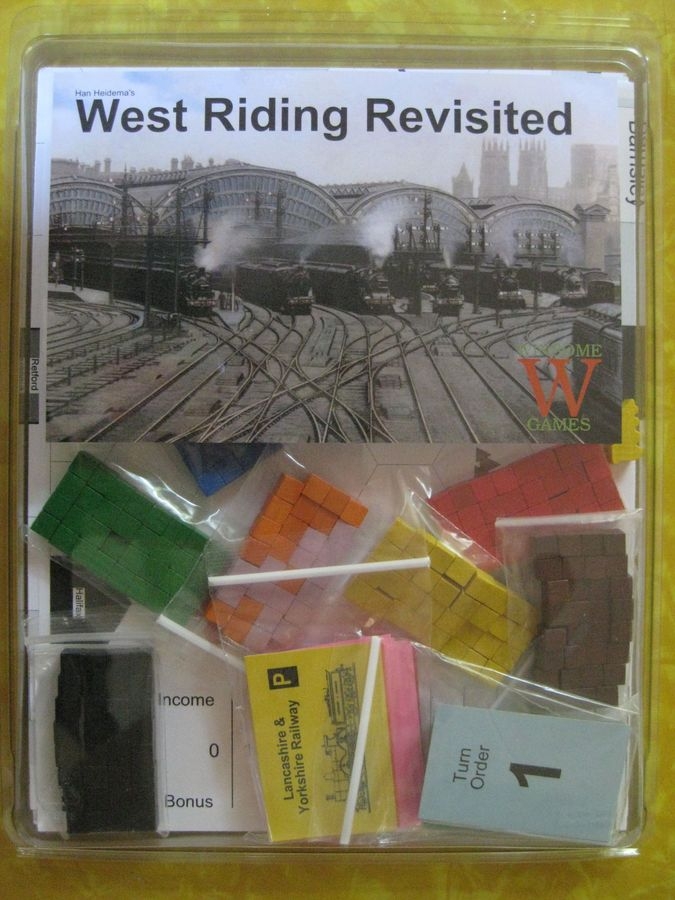 Han Heidema's
West Riding Revisited
Barnsley
WINSOME
W
GAMES
Retford
Halifax
Income
0
Bonus
P
Lancashire &
Yorkshire Railway
Turn
Order
1